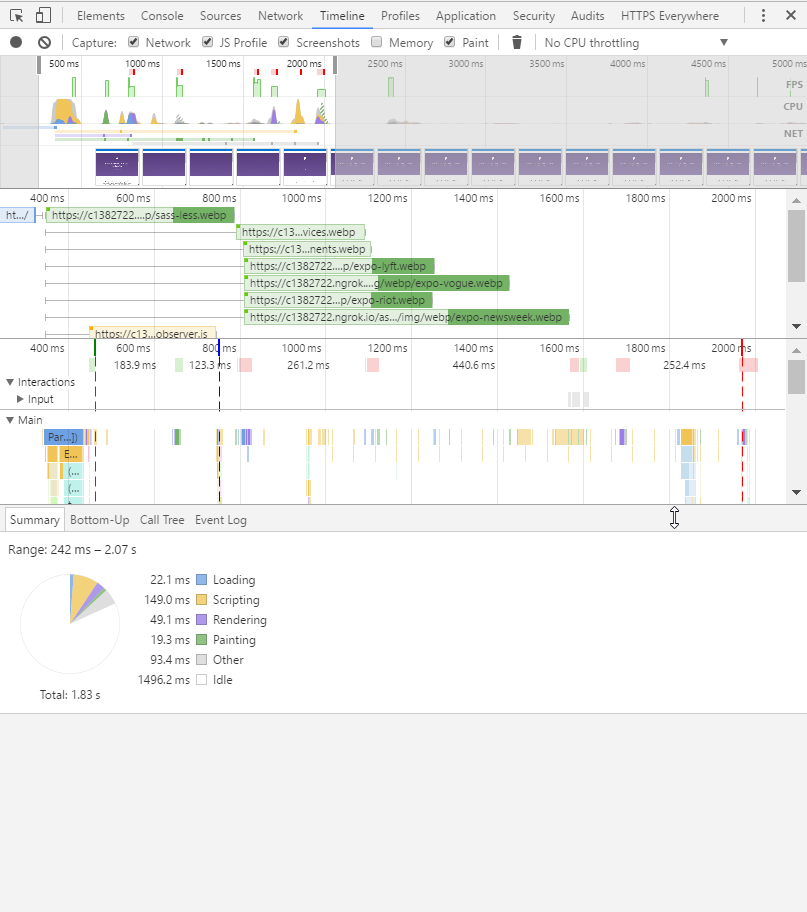 Elements Console Sources Network Timeline Profiles Application Security Audits HTTPS Everywhere
Capture: Network JS Profile Screenshots Memory Paint No CPU throttling
500 ms 1000 ms 1500 ms 2000 ms 2500 ms 3000 ms 3500 ms 4000 ms 4500 ms 5000 ms
FPS
CPU
NET
400 ms 600 ms 800 ms 1000 ms 1200 ms 1400 ms 1600 ms 1800 ms 2000 ms
ht.../ https://c1382722....p/sass-less.webp
https://c13...vices.webp
https://c13...nents.webp
https://c1382722....p/expo-lyft.webp
https://c1382722.ngrok....g/webp/expo-vogue.webp
https://c1382722....p/expo-riot.webp
https://c1382722.ngrok.io/as.../img/webp/expo-newsweek.webp
https://c13...observer.js
400 ms 600 ms 800 ms 1000 ms 1200 ms 1400 ms 1600 ms 1800 ms 2000 ms
183.9 ms 123.3 ms 261.2 ms 440.6 ms 252.4 ms
Interactions
Input
Main
Par...])
E...
(...
(...
Summary Bottom-Up Call Tree Event Log
Range: 242 ms – 2.07 s
22.1 ms Loading
149.0 ms Scripting
49.1 ms Rendering
19.3 ms Painting
93.4 ms Other
1496.2 ms Idle
Total: 1.83 s